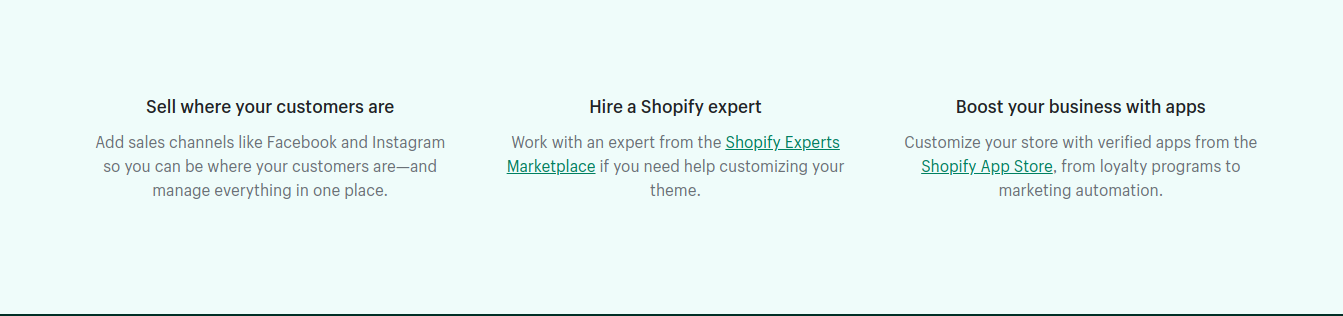 Sell where your customers are
Add sales channels like Facebook and Instagram
so you can be where your customers are—and
manage everything in one place.
Hire a Shopify expert
Work with an expert from the Shopify Experts
Marketplace if you need help customizing your
theme.
Boost your business with apps
Customize your store with verified apps from the
Shopify App Store, from loyalty programs to
marketing automation.